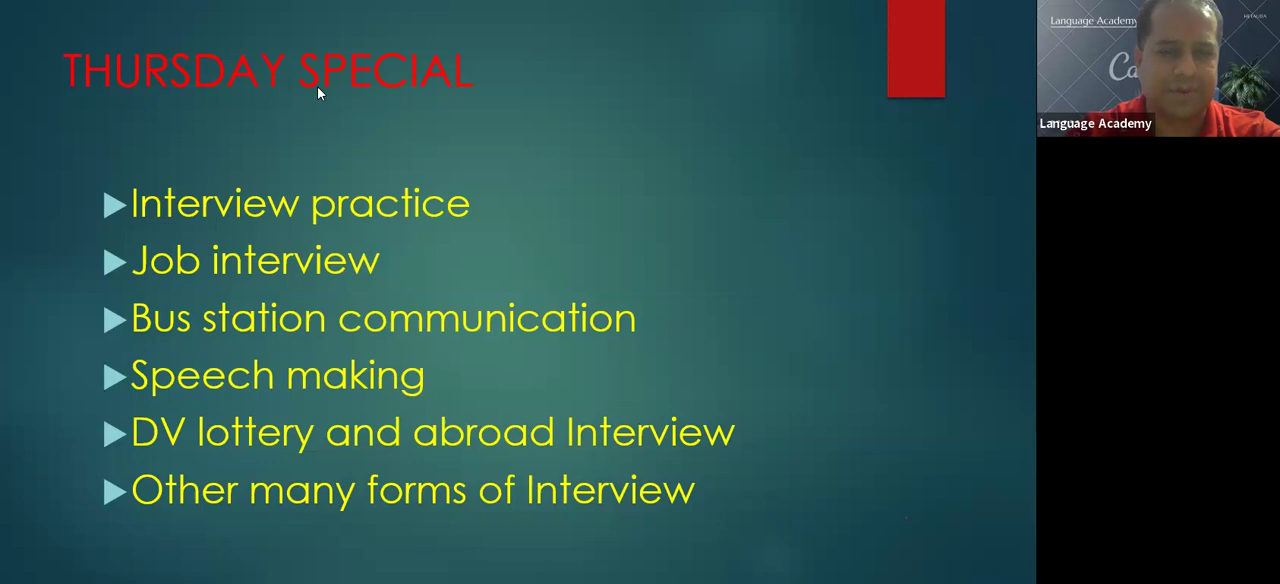 THURSDAY SPECIAL
Interview practice
Job interview
Bus station communication
Speech making
DV lottery and abroad Interview
Other many forms of Interview
Language Academy
Ca
Language Academy